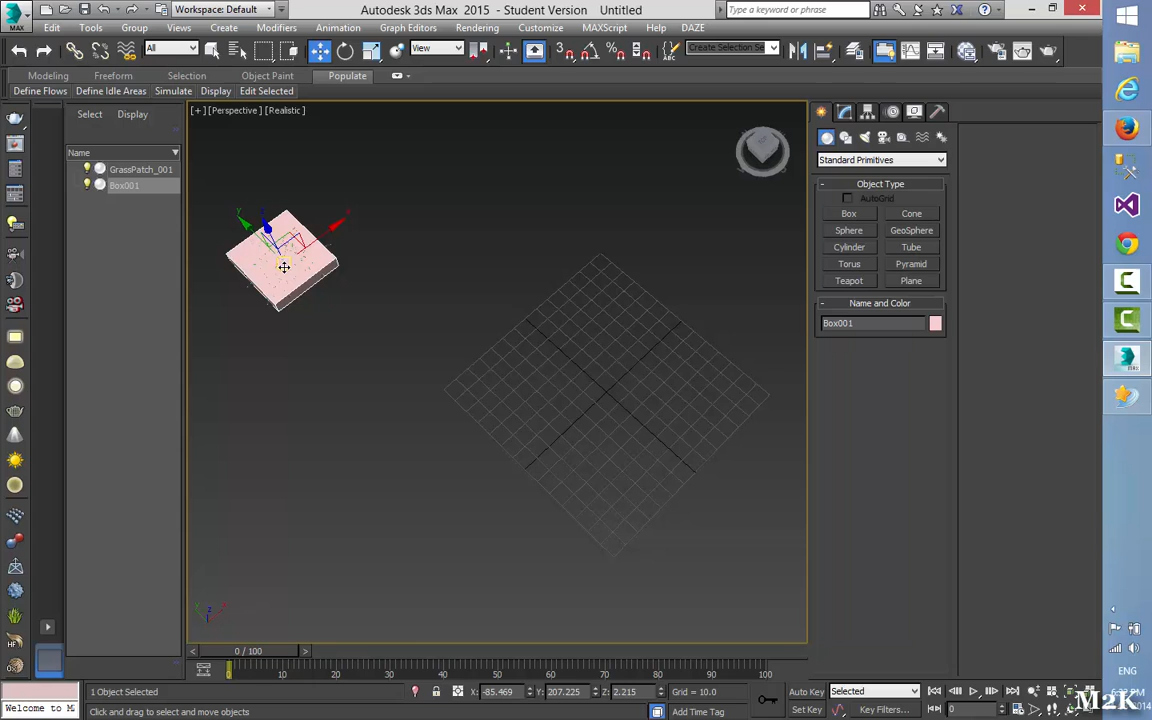 MAX
Workspace: Default
Autodesk 3ds Max 2015 - Student Version Untitled
Type a keyword or phrase
Edit Tools Group Views Create Modifiers Animation Graph Editors Rendering Customize MAXScript Help DAZE
All
View
Create Selection Se
Modeling Freeform Selection Object Paint Populate
Define Flows Define Idle Areas Simulate Display Edit Selected
Select Display
Name
GrassPatch_001
Box001
[+][Perspective][Realistic]
Standard Primitives
- Object Type
AutoGrid
Box Cone
Sphere GeoSphere
Cylinder Tube
Torus Pyramid
Teapot Plane
- Name and Color
Box001
0 / 100
0 10 20 30 40 50 60 70 80 90 100
1 Object Selected
X: -85.469 Y: 207.225 Z: 2.215 Grid = 10.0
Auto Key Selected
Welcome to M
Click and drag to select and move objects
Add Time Tag
Set Key Key Filters...
0
ENG
M2K